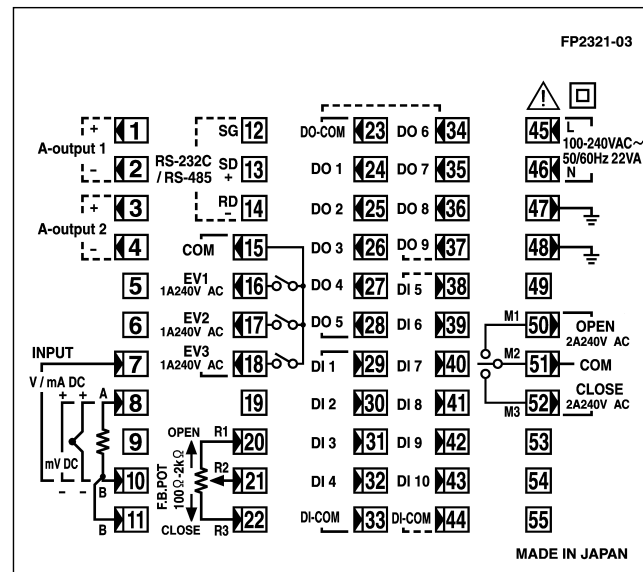 FP2321-03
A-output 1
+
−
1
2
A-output 2
+
−
3
4
5
6
INPUT
V / mA DC
+ + A
mV DC
− − B
B
7
8
9
10
11
RS-232C
/ RS-485
SG 12
SD
+ 13
RD
− 14
COM 15
EV1
1A240V AC 16
EV2
1A240V AC 17
EV3
1A240V AC 18
19
F.B.POT
100Ω-2kΩ
OPEN
CLOSE
R1 20
R2 21
R3 22
DO-COM 23
DO 1 24
DO 2 25
DO 3 26
DO 4 27
DO 5 28
DI 1 29
DI 2 30
DI 3 31
DI 4 32
DI-COM 33
DO 6 34
DO 7 35
DO 8 36
DO 9 37
DI 5 38
DI 6 39
DI 7 40
DI 8 41
DI 9 42
DI 10 43
DI-COM 44
!
45 L
100-240VAC~
50/60Hz 22VA
46 N
47
48
49
M1 50 OPEN
2A240V AC
M2 51 COM
M3 52 CLOSE
2A240V AC
53
54
55
MADE IN JAPAN